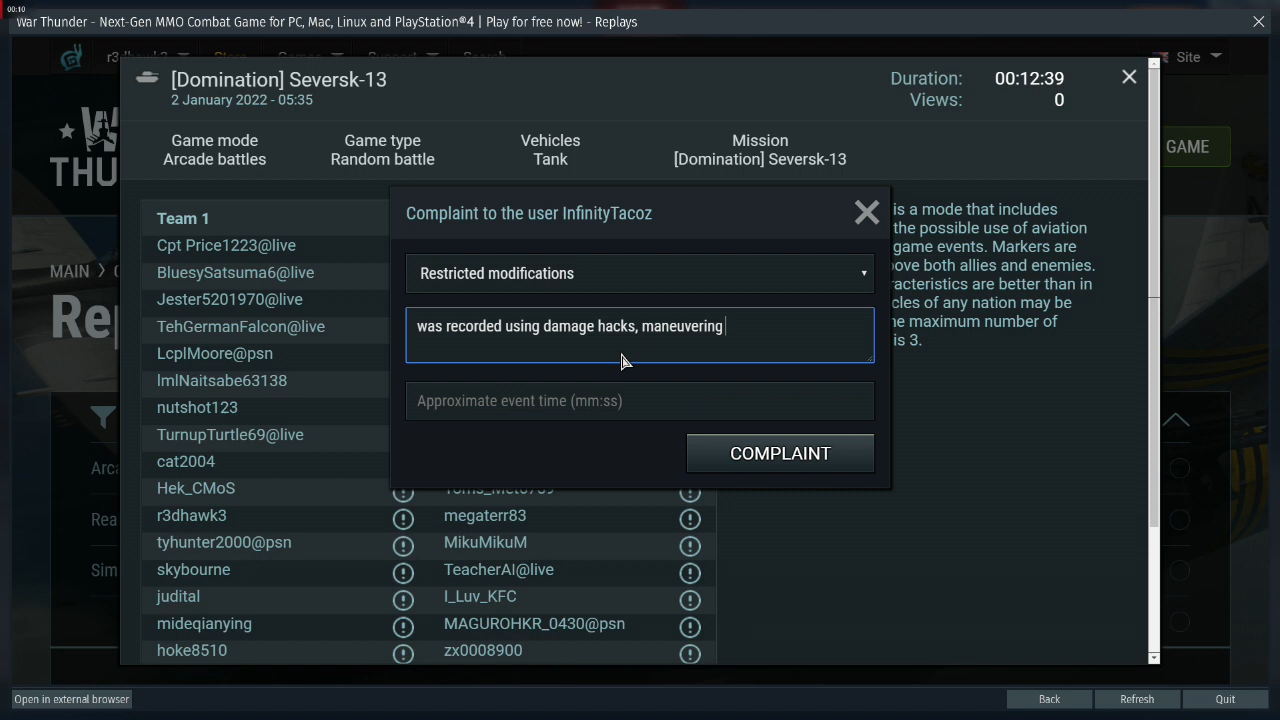 00:10
War Thunder - Next-Gen MMO Combat Game for PC, Mac, Linux and PlayStation®4 | Play for free now! - Replays
Site
[Domination] Seversk-13
2 January 2022 - 05:35
Duration: 00:12:39
Views: 0
Game mode
Arcade battles
Game type
Random battle
Vehicles
Tank
Mission
[Domination] Seversk-13
GAME
THU
MAIN
Re
Team 1
Cpt Price1223@live
BluesySatsuma6@live
Jester5201970@live
TehGermanFalcon@live
LcplMoore@psn
lmlNaitsabe63138
nutshot123
TurnupTurtle69@live
cat2004
Hek_CMoS
r3dhawk3
megaterr83
tyhunter2000@psn
MikuMikuM
skybourne
TeacherAl@live
judital
I_Luv_KFC
mideqianying
MAGUROHKR_0430@psn
hoke8510
zx0008900
Complaint to the user InfinityTacoz
Restricted modifications
was recorded using damage hacks, maneuvering
Approximate event time (mm:ss)
COMPLAINT
is a mode that includes
the possible use of aviation
game events. Markers are
ove both allies and enemies.
racteristics are better than in
cles of any nation may be
e maximum number of
is 3.
Arca
Rea
Sim
Open in external browser
Back
Refresh
Quit